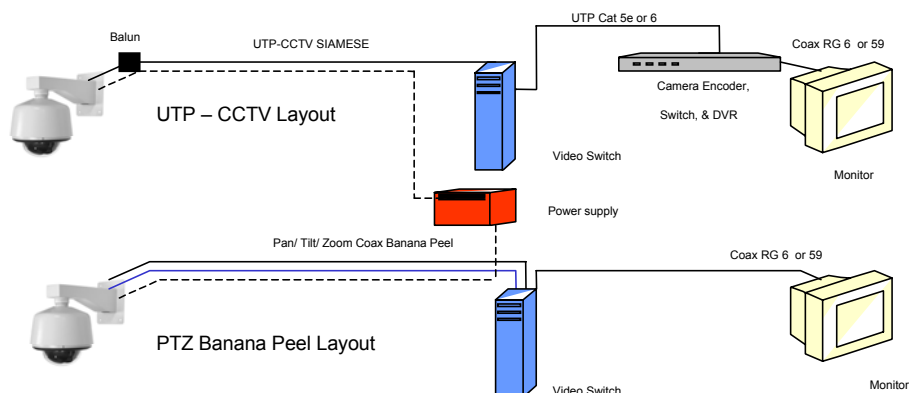 UTP Cat 5e or 6
Balun
UTP-CCTV SIAMESE
Coax RG 6 or 59
Camera Encoder,
Switch, & DVR
UTP – CCTV Layout
Video Switch
Monitor
Power supply
Pan/ Tilt/ Zoom Coax Banana Peel
Coax RG 6 or 59
PTZ Banana Peel Layout
Monitor
Video Switch